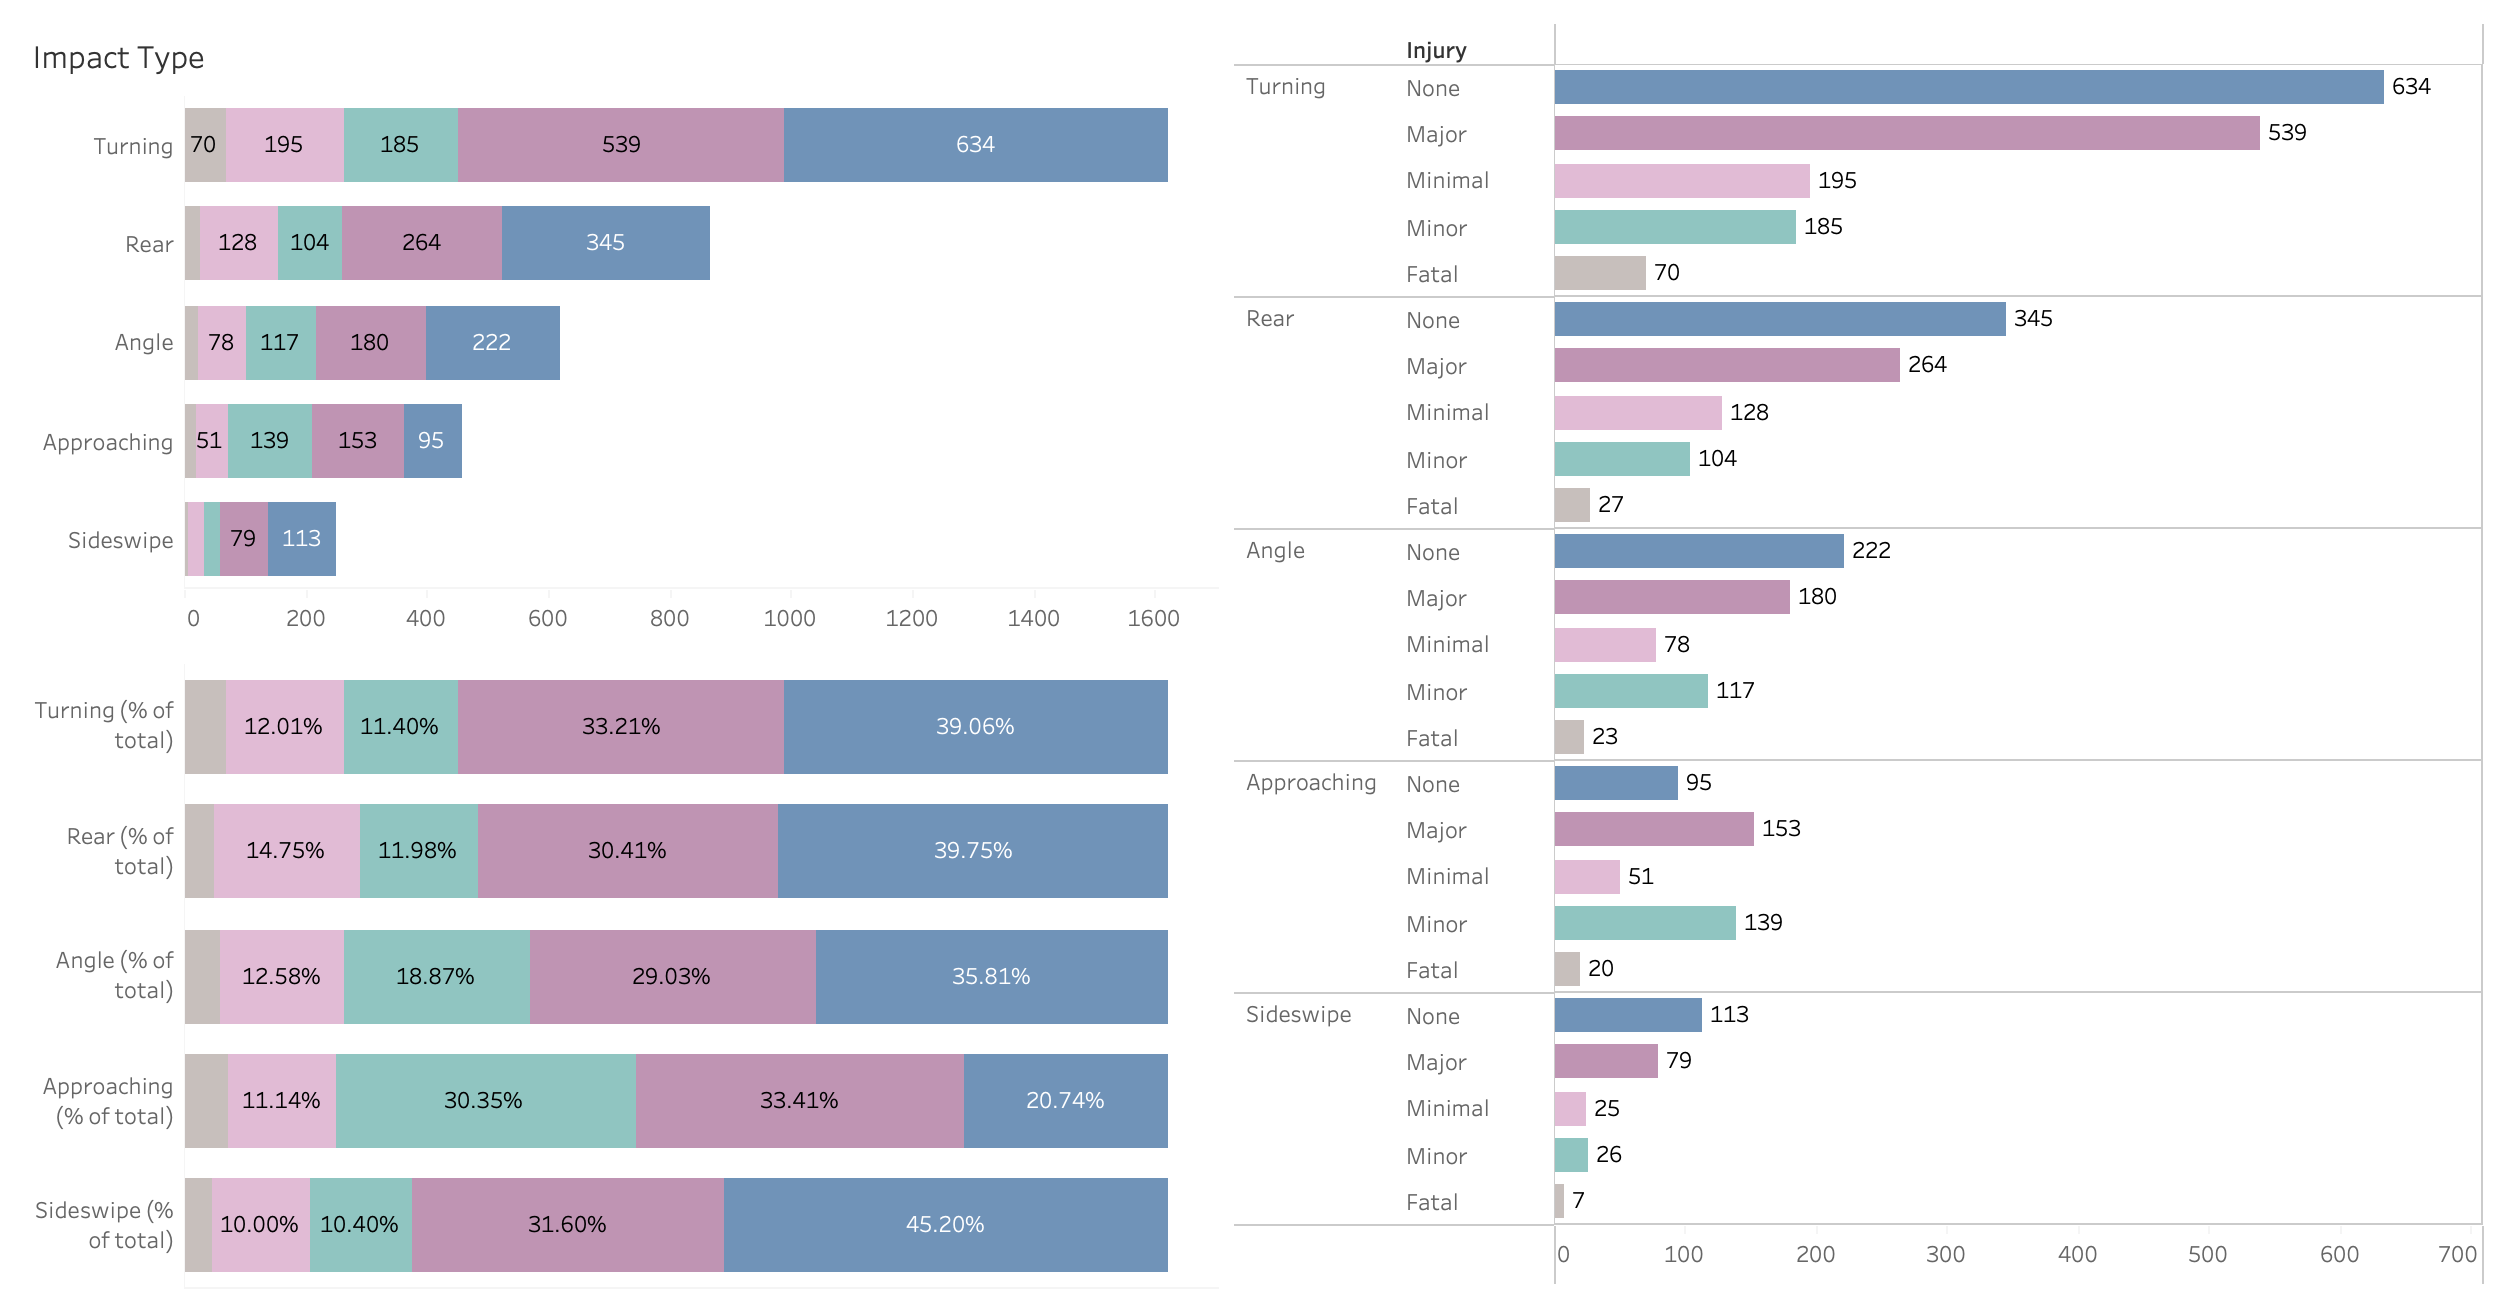 Impact Type
Turning 70 195 185 539 634
Rear 128 104 264 345
Angle 78 117 180 222
Approaching 51 139 153 95
Sideswipe 79 113
0 200 400 600 800 1000 1200 1400 1600
Turning (% of
total)
12.01% 11.40% 33.21% 39.06%
Rear (% of
total)
14.75% 11.98% 30.41% 39.75%
Angle (% of
total)
12.58% 18.87% 29.03% 35.81%
Approaching
(% of total)
11.14% 30.35% 33.41% 20.74%
Sideswipe (%
of total)
10.00% 10.40% 31.60% 45.20%
Injury
Turning None 634
Major 539
Minimal 195
Minor 185
Fatal 70
Rear None 345
Major 264
Minimal 128
Minor 104
Fatal 27
Angle None 222
Major 180
Minimal 78
Minor 117
Fatal 23
Approaching None 95
Major 153
Minimal 51
Minor 139
Fatal 20
Sideswipe None 113
Major 79
Minimal 25
Minor 26
Fatal 7
0 100 200 300 400 500 600 700